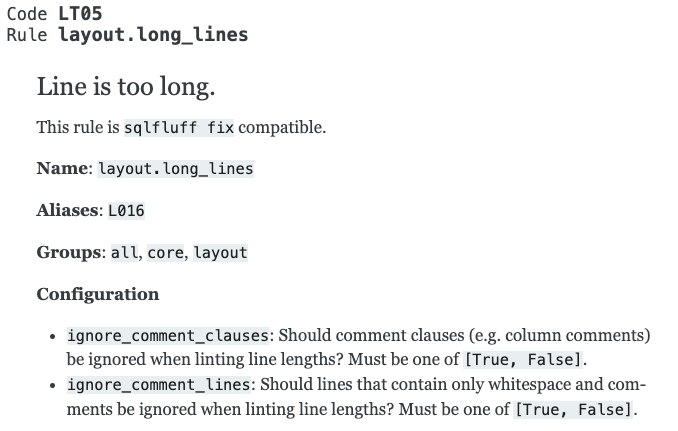 Code LT05
Rule layout.long_lines
Line is too long.
This rule is sqlfluff fix compatible.
Name: layout.long_lines
Aliases: L016
Groups: all, core, layout
Configuration
• ignore_comment_clauses: Should comment clauses (e.g. column comments)
be ignored when linting line lengths? Must be one of [True, False].
• ignore_comment_lines: Should lines that contain only whitespace and com-
ments be ignored when linting line lengths? Must be one of [True, False].